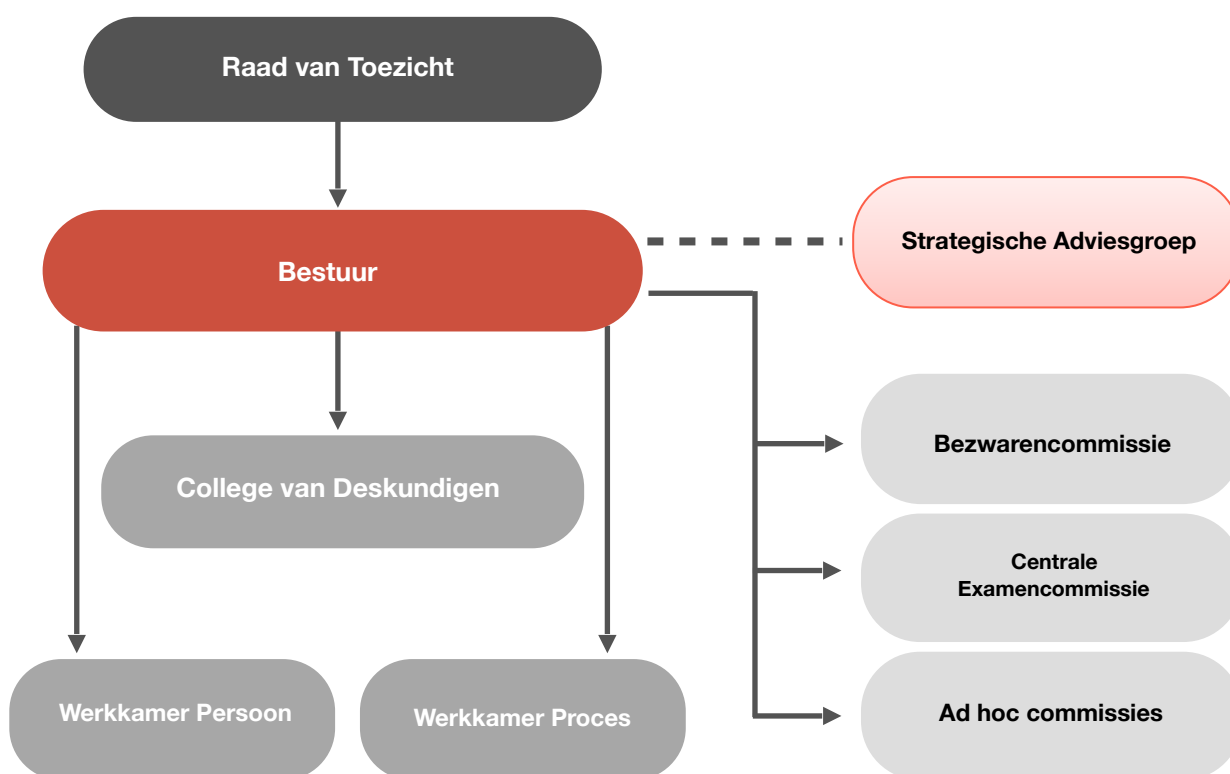 Raad van Toezicht
Strategische Adviesgroep
Bestuur
Bezwarencommissie
College van Deskundigen
Centrale
Examencommissie
Werkkamer Persoon
Werkkamer Proces
Ad hoc commissies